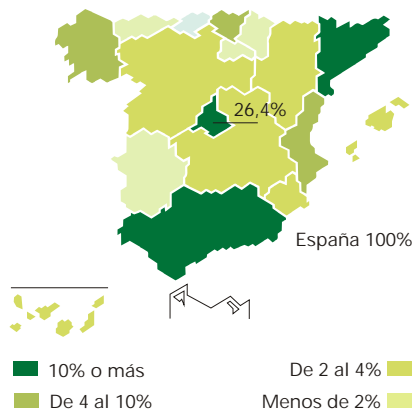 26,4%
España 100%
10% o más
De 2 al 4%
De 4 al 10%
Menos de 2%